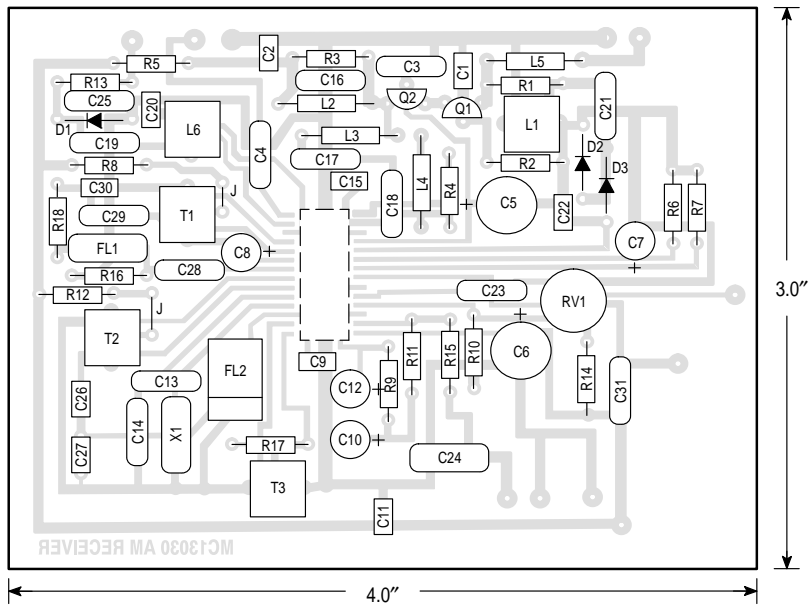 C2
R5
R3
C3
C1
L5
R13
C16
R1
C25
C20
L2
Q2
Q1
C21
D1
L6
L3
L1
C19
C4
D2
R8
C17
R2
D3
C30
J
C15
L4
R4
R18
C29
T1
C18
+
C5
C22
R6
R7
FL1
C8
+
C7
R16
C28
+
R12
J
C23
RV1
3.0″
T2
+
R11
R15
R10
C6
C9
FL2
R14
C13
C12
+
R9
C31
C26
C14
X1
C10
+
C27
R17
C24
T3
C11
MC13030 AM RECEIVER
4.0″